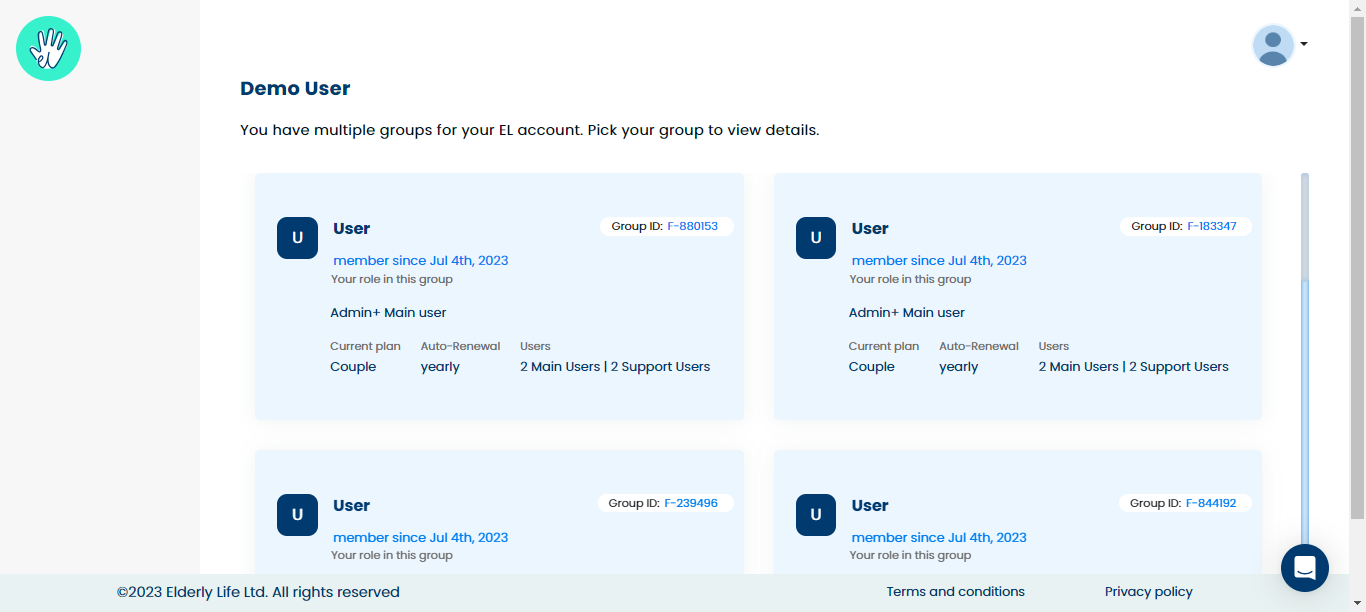 Demo User
You have multiple groups for your EL account. Pick your group to view details.
U
User
Group ID: F-880153
member since Jul 4th, 2023
Your role in this group
Admin+ Main user
Current plan Auto-Renewal Users
Couple yearly 2 Main Users | 2 Support Users
U
User
Group ID: F-183347
member since Jul 4th, 2023
Your role in this group
Admin+ Main user
Current plan Auto-Renewal Users
Couple yearly 2 Main Users | 2 Support Users
U
User
Group ID: F-239496
member since Jul 4th, 2023
Your role in this group
U
User
Group ID: F-844192
member since Jul 4th, 2023
Your role in this group
©2023 Elderly Life Ltd. All rights reserved
Terms and conditions
Privacy policy